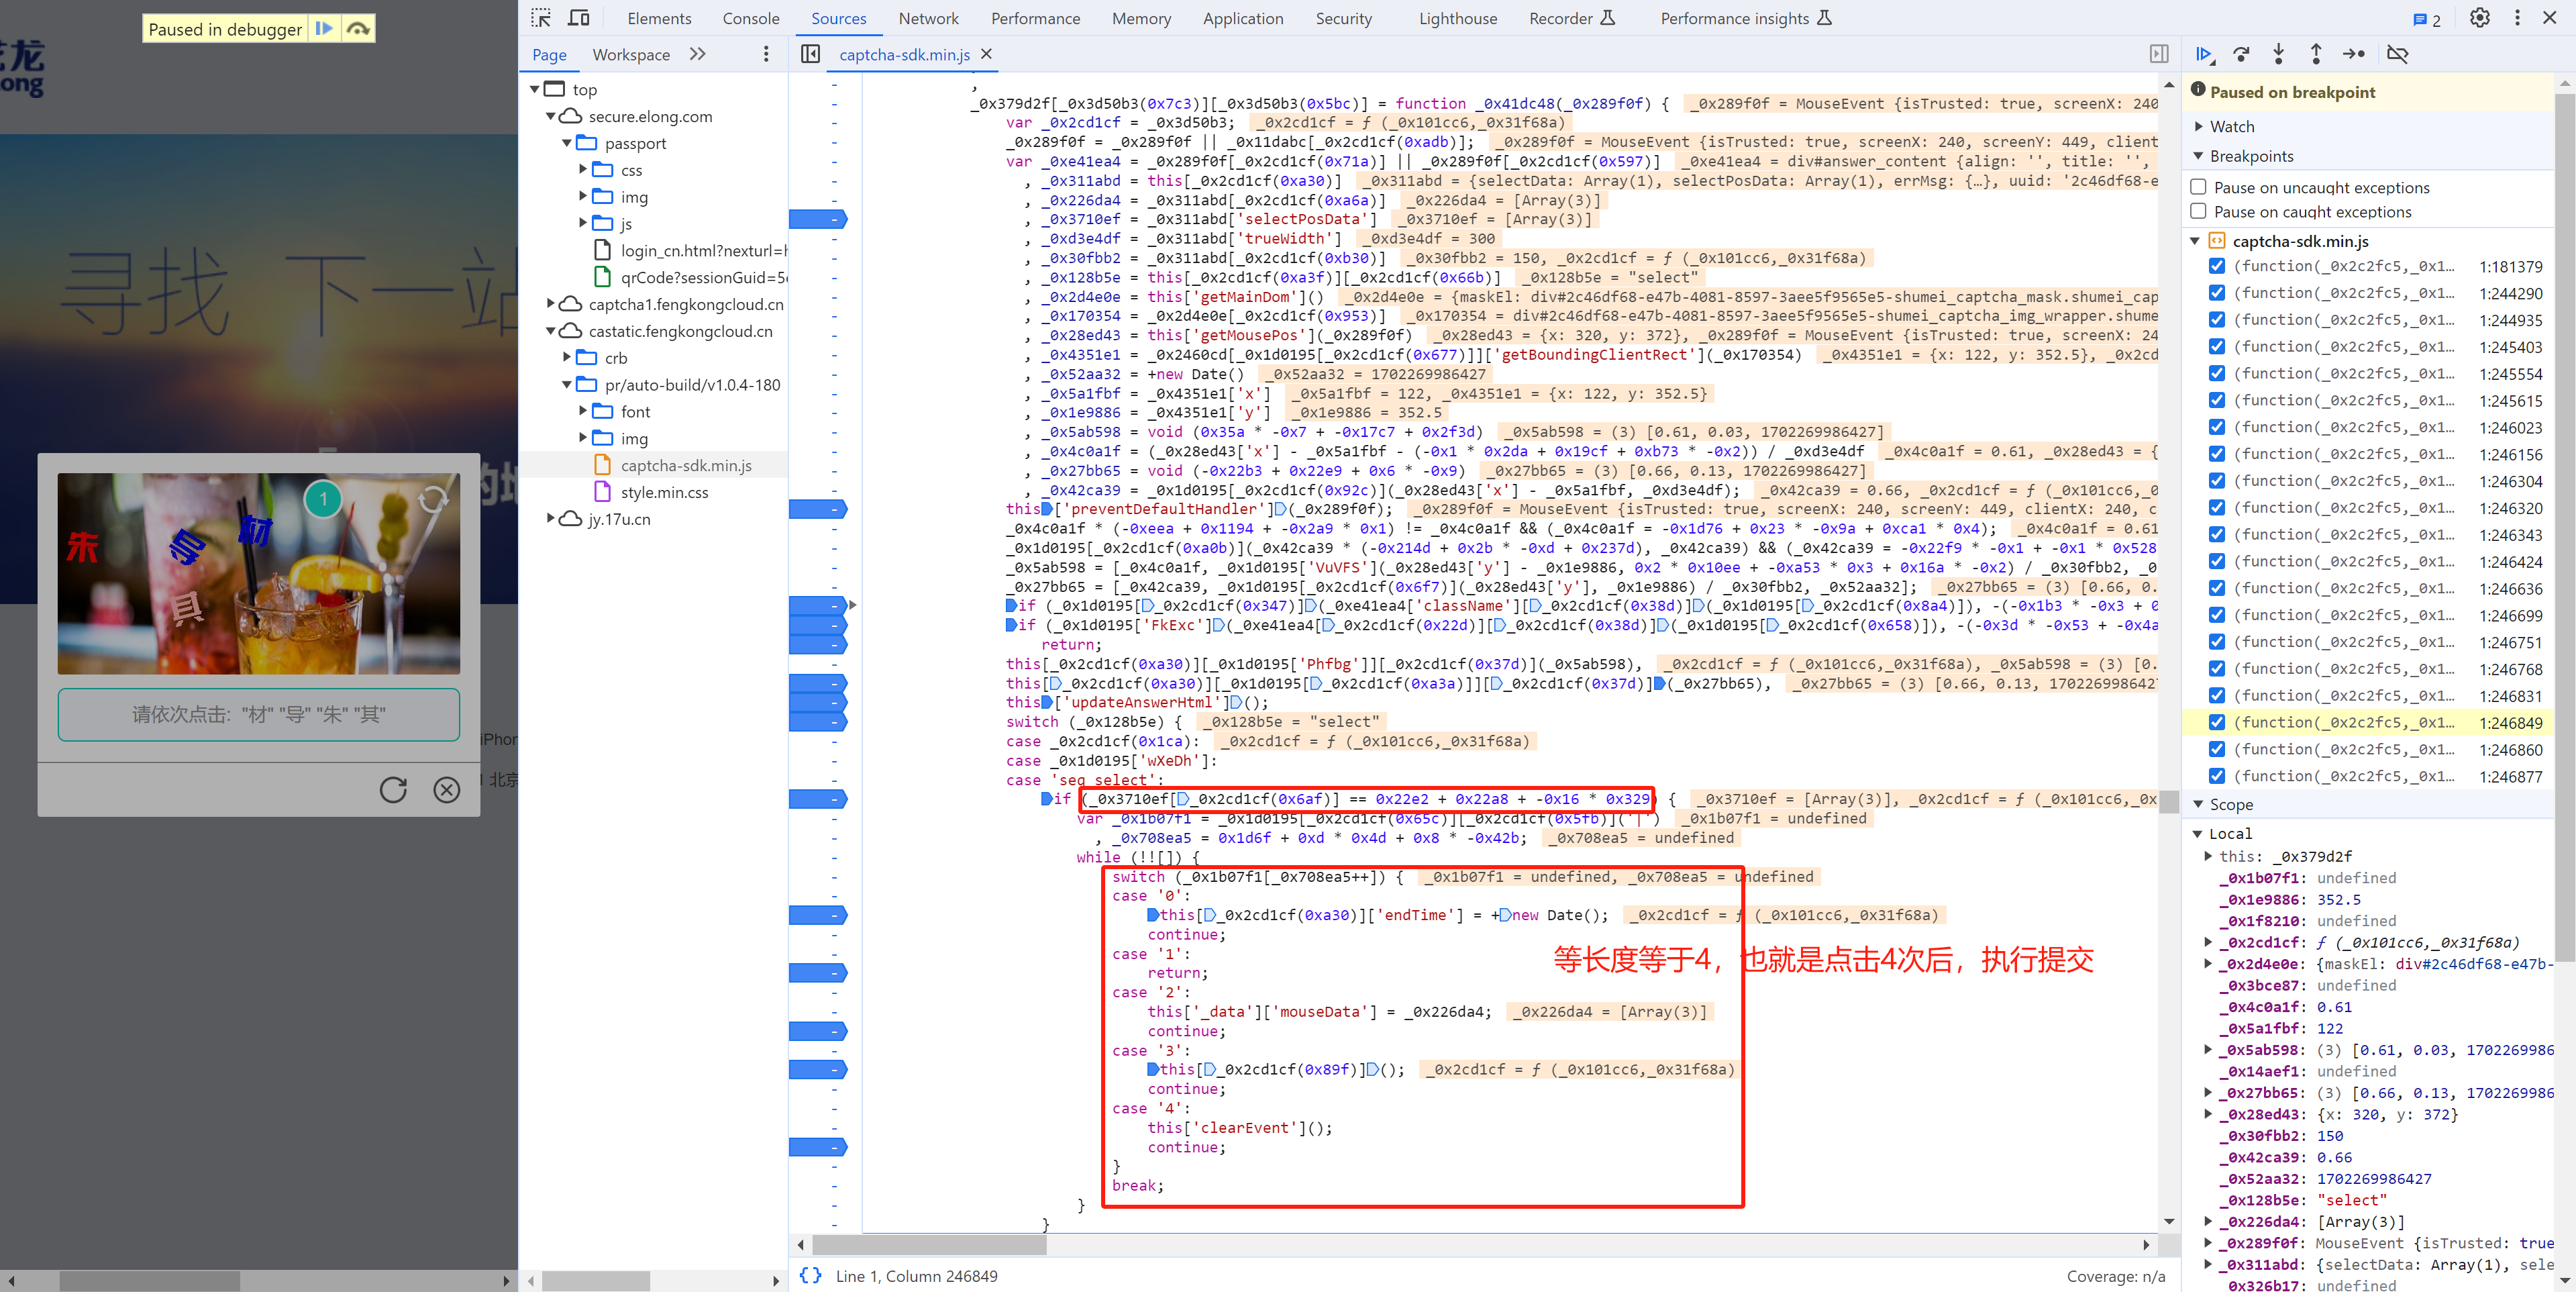 Paused in debugger
龙
ong
寻找 下一站
的地
1
朱 导 材
具
请依次点击: "材" "导" "朱" "其"
iPhon
北京
Elements Console Sources Network Performance Memory Application Security Lighthouse Recorder Performance insights 2
Page Workspace
captcha-sdk.min.js
top
secure.elong.com
passport
css
img
js
login_cn.html?nexturl=h
qrCode?sessionGuid=5
captcha1.fengkongcloud.cn
castatic.fengkongcloud.cn
crb
pr/auto-build/v1.0.4-180
font
img
captcha-sdk.min.js
style.min.css
jy.17u.cn
,
_0x379d2f[_0x3d50b3(0x7c3)][_0x3d50b3(0x5bc)] = function _0x41dc48(_0x289f0f) { _0x289f0f = MouseEvent {isTrusted: true, screenX: 240
var _0x2cd1cf = _0x3d50b3; _0x2cd1cf = ƒ (_0x101cc6,_0x31f68a)
_0x289f0f = _0x289f0f || _0x11dabc[_0x2cd1cf(0xadb)]; _0x289f0f = MouseEvent {isTrusted: true, screenX: 240, screenY: 449, client
var _0xe41ea4 = _0x289f0f[_0x2cd1cf(0x71a)] || _0x289f0f[_0x2cd1cf(0x597)] _0xe41ea4 = div#answer_content {align: '', title: '',
, _0x311abd = this[_0x2cd1cf(0xa30)] _0x311abd = {selectData: Array(1), selectPosData: Array(1), errMsg: {…}, uuid: '2c46df68-e
, _0x226da4 = _0x311abd[_0x2cd1cf(0xa6a)] _0x226da4 = [Array(3)]
, _0x3710ef = _0x311abd['selectPosData'] _0x3710ef = [Array(3)]
, _0xd3e4df = _0x311abd['trueWidth'] _0xd3e4df = 300
, _0x30fbb2 = _0x311abd[_0x2cd1cf(0xb30)] _0x30fbb2 = 150, _0x2cd1cf = ƒ (_0x101cc6,_0x31f68a)
, _0x128b5e = this[_0x2cd1cf(0xa3f)][_0x2cd1cf(0x66b)] _0x128b5e = "select"
, _0x2d4e0e = this['getMainDom']() _0x2d4e0e = {maskEl: div#2c46df68-e47b-4081-8597-3aee5f9565e5-shumei_captcha_mask.shumei_cap
, _0x170354 = _0x2d4e0e[_0x2cd1cf(0x953)] _0x170354 = div#2c46df68-e47b-4081-8597-3aee5f9565e5-shumei_captcha_img_wrapper.shume
, _0x28ed43 = this['getMousePos'](_0x289f0f) _0x28ed43 = {x: 320, y: 372}, _0x289f0f = MouseEvent {isTrusted: true, screenX: 24
, _0x4351e1 = _0x2460cd[_0x1d0195[_0x2cd1cf(0x677)]]['getBoundingClientRect'](_0x170354) _0x4351e1 = {x: 122, y: 352.5}, _0x2cd
, _0x52aa32 = +new Date() _0x52aa32 = 1702269986427
, _0x5a1fbf = _0x4351e1['x'] _0x5a1fbf = 122, _0x4351e1 = {x: 122, y: 352.5}
, _0x1e9886 = _0x4351e1['y'] _0x1e9886 = 352.5
, _0x5ab598 = void (0x35a * -0x7 + -0x17c7 + 0x2f3d) _0x5ab598 = (3) [0.61, 0.03, 1702269986427]
, _0x4c0a1f = (_0x28ed43['x'] - _0x5a1fbf - (-0x1 * 0x2da + 0x19cf + 0xb73 * -0x2)) / _0xd3e4df _0x4c0a1f = 0.61, _0x28ed43 = {
, _0x27bb65 = void (-0x22b3 + 0x22e9 + 0x6 * -0x9) _0x27bb65 = (3) [0.66, 0.13, 1702269986427]
, _0x42ca39 = _0x1d0195[_0x2cd1cf(0x92c)](_0x28ed43['x'] - _0x5a1fbf, _0xd3e4df); _0x42ca39 = 0.66, _0x2cd1cf = ƒ (_0x101cc6,_0
this['preventDefaultHandler'](_0x289f0f); _0x289f0f = MouseEvent {isTrusted: true, screenX: 240, screenY: 449, clientX: 240, c
_0x4c0a1f * (-0xeea + 0x1194 + -0x2a9 * 0x1) != _0x4c0a1f && (_0x4c0a1f = -0x1d76 + 0x23 * -0x9a + 0xca1 * 0x4); _0x4c0a1f = 0.61
_0x1d0195[_0x2cd1cf(0xa0b)](_0x42ca39 * (-0x214d + 0x2b * -0xd + 0x237d), _0x42ca39) && (_0x42ca39 = -0x22f9 * -0x1 + -0x1 * 0x528
_0x5ab598 = [_0x4c0a1f, _0x1d0195['VuVFS'](_0x28ed43['y'] - _0x1e9886, 0x2 * 0x10ee + -0xa53 * 0x3 + 0x16a * -0x2) / _0x30fbb2, _0
_0x27bb65 = [_0x42ca39, _0x1d0195[_0x2cd1cf(0x6f7)](_0x28ed43['y'], _0x1e9886) / _0x30fbb2, _0x52aa32]; _0x27bb65 = (3) [0.66, 0.
if (_0x1d0195[_0x2cd1cf(0x347)](_0xe41ea4['className'][_0x2cd1cf(0x38d)](_0x1d0195[_0x2cd1cf(0x8a4)]), -(-0x1b3 * -0x3 + 0
if (_0x1d0195['FkExc'](_0xe41ea4[_0x2cd1cf(0x22d)][_0x2cd1cf(0x38d)](_0x1d0195[_0x2cd1cf(0x658)]), -(-0x3d * -0x53 + -0x4a
return;
this[_0x2cd1cf(0xa30)][_0x1d0195['Phfbg']][_0x2cd1cf(0x37d)](_0x5ab598), _0x2cd1cf = ƒ (_0x101cc6,_0x31f68a), _0x5ab598 = (3) [0.
this[_0x2cd1cf(0xa30)][_0x1d0195[_0x2cd1cf(0xa3a)]][_0x2cd1cf(0x37d)](_0x27bb65), _0x27bb65 = (3) [0.66, 0.13, 170226998642
this['updateAnswerHtml']();
switch (_0x128b5e) { _0x128b5e = "select"
case _0x2cd1cf(0x1ca): _0x2cd1cf = ƒ (_0x101cc6,_0x31f68a)
case _0x1d0195['wXeDh']:
case 'seq_select':
if (_0x3710ef[_0x2cd1cf(0x6af)] == 0x22e2 + 0x22a8 + -0x16 * 0x329) { _0x3710ef = [Array(3)], _0x2cd1cf = ƒ (_0x101cc6,_0x
var _0x1b07f1 = _0x1d0195[_0x2cd1cf(0x65c)][_0x2cd1cf(0x5fb)]('|') _0x1b07f1 = undefined
, _0x708ea5 = 0x1d6f + 0xd * 0x4d + 0x8 * -0x42b; _0x708ea5 = undefined
while (!![]) {
switch (_0x1b07f1[_0x708ea5++]) { _0x1b07f1 = undefined, _0x708ea5 = undefined
case '0':
this[_0x2cd1cf(0xa30)]['endTime'] = +new Date(); _0x2cd1cf = ƒ (_0x101cc6,_0x31f68a)
continue;
case '1':
return;
case '2':
this['_data']['mouseData'] = _0x226da4; _0x226da4 = [Array(3)]
continue;
case '3':
this[_0x2cd1cf(0x89f)](); _0x2cd1cf = ƒ (_0x101cc6,_0x31f68a)
continue;
case '4':
this['clearEvent']();
continue;
}
break;
}
}
等长度等于4，也就是点击4次后，执行提交
{} Line 1, Column 246849 Coverage: n/a
Paused on breakpoint
Watch
Breakpoints
Pause on uncaught exceptions
Pause on caught exceptions
captcha-sdk.min.js
(function(_0x2c2fc5,_0x1… 1:181379
(function(_0x2c2fc5,_0x1… 1:244290
(function(_0x2c2fc5,_0x1… 1:244935
(function(_0x2c2fc5,_0x1… 1:245403
(function(_0x2c2fc5,_0x1… 1:245554
(function(_0x2c2fc5,_0x1… 1:245615
(function(_0x2c2fc5,_0x1… 1:246023
(function(_0x2c2fc5,_0x1… 1:246156
(function(_0x2c2fc5,_0x1… 1:246304
(function(_0x2c2fc5,_0x1… 1:246320
(function(_0x2c2fc5,_0x1… 1:246343
(function(_0x2c2fc5,_0x1… 1:246424
(function(_0x2c2fc5,_0x1… 1:246636
(function(_0x2c2fc5,_0x1… 1:246699
(function(_0x2c2fc5,_0x1… 1:246751
(function(_0x2c2fc5,_0x1… 1:246768
(function(_0x2c2fc5,_0x1… 1:246831
(function(_0x2c2fc5,_0x1… 1:246849
(function(_0x2c2fc5,_0x1… 1:246860
(function(_0x2c2fc5,_0x1… 1:246877
Scope
Local
this: _0x379d2f
_0x1b07f1: undefined
_0x1e9886: 352.5
_0x1f8210: undefined
_0x2cd1cf: ƒ (_0x101cc6,_0x31f68a)
_0x2d4e0e: {maskEl: div#2c46df68-e47b-
_0x3bce87: undefined
_0x4c0a1f: 0.61
_0x5a1fbf: 122
_0x5ab598: (3) [0.61, 0.03, 1702269986
_0x14aef1: undefined
_0x27bb65: (3) [0.66, 0.13, 1702269986
_0x28ed43: {x: 320, y: 372}
_0x30fbb2: 150
_0x42ca39: 0.66
_0x52aa32: 1702269986427
_0x128b5e: "select"
_0x226da4: [Array(3)]
_0x289f0f: MouseEvent {isTrusted: true
_0x311abd: {selectData: Array(1), sele
_0x326b17: undefined